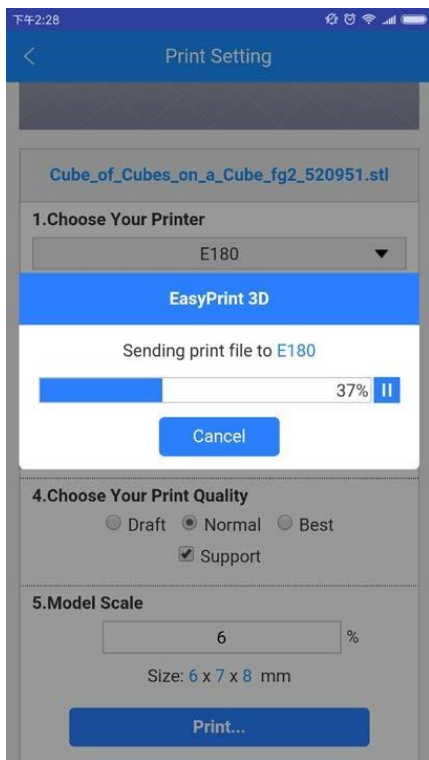 下午2:28
Print Setting
Cube_of_Cubes_on_a_Cube_fg2_520951.stl
1.Choose Your Printer
E180
EasyPrint 3D
Sending print file to E180
37%
Cancel
4.Choose Your Print Quality
Draft Normal Best
Support
5.Model Scale
6 %
Size: 6 x 7 x 8 mm
Print...